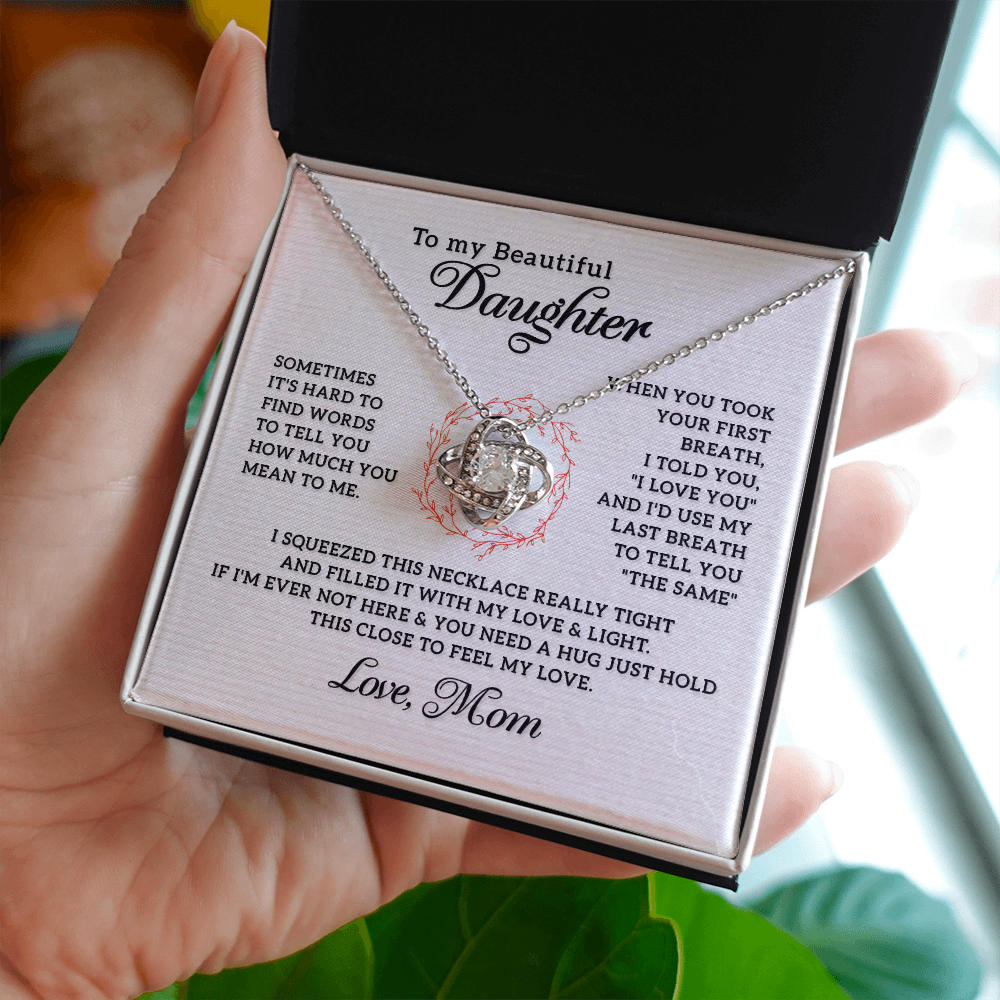 To my Beautiful
Daughter
SOMETIMES
IT'S HARD TO
FIND WORDS
TO TELL YOU
HOW MUCH YOU
MEAN TO ME.
WHEN YOU TOOK
YOUR FIRST
BREATH,
I TOLD YOU,
"I LOVE YOU"
AND I'D USE MY
LAST BREATH
TO TELL YOU
"THE SAME"
I SQUEEZED THIS NECKLACE REALLY TIGHT
AND FILLED IT WITH MY LOVE & LIGHT.
IF I'M EVER NOT HERE & YOU NEED A HUG JUST HOLD
THIS CLOSE TO FEEL MY LOVE.
Love, Mom